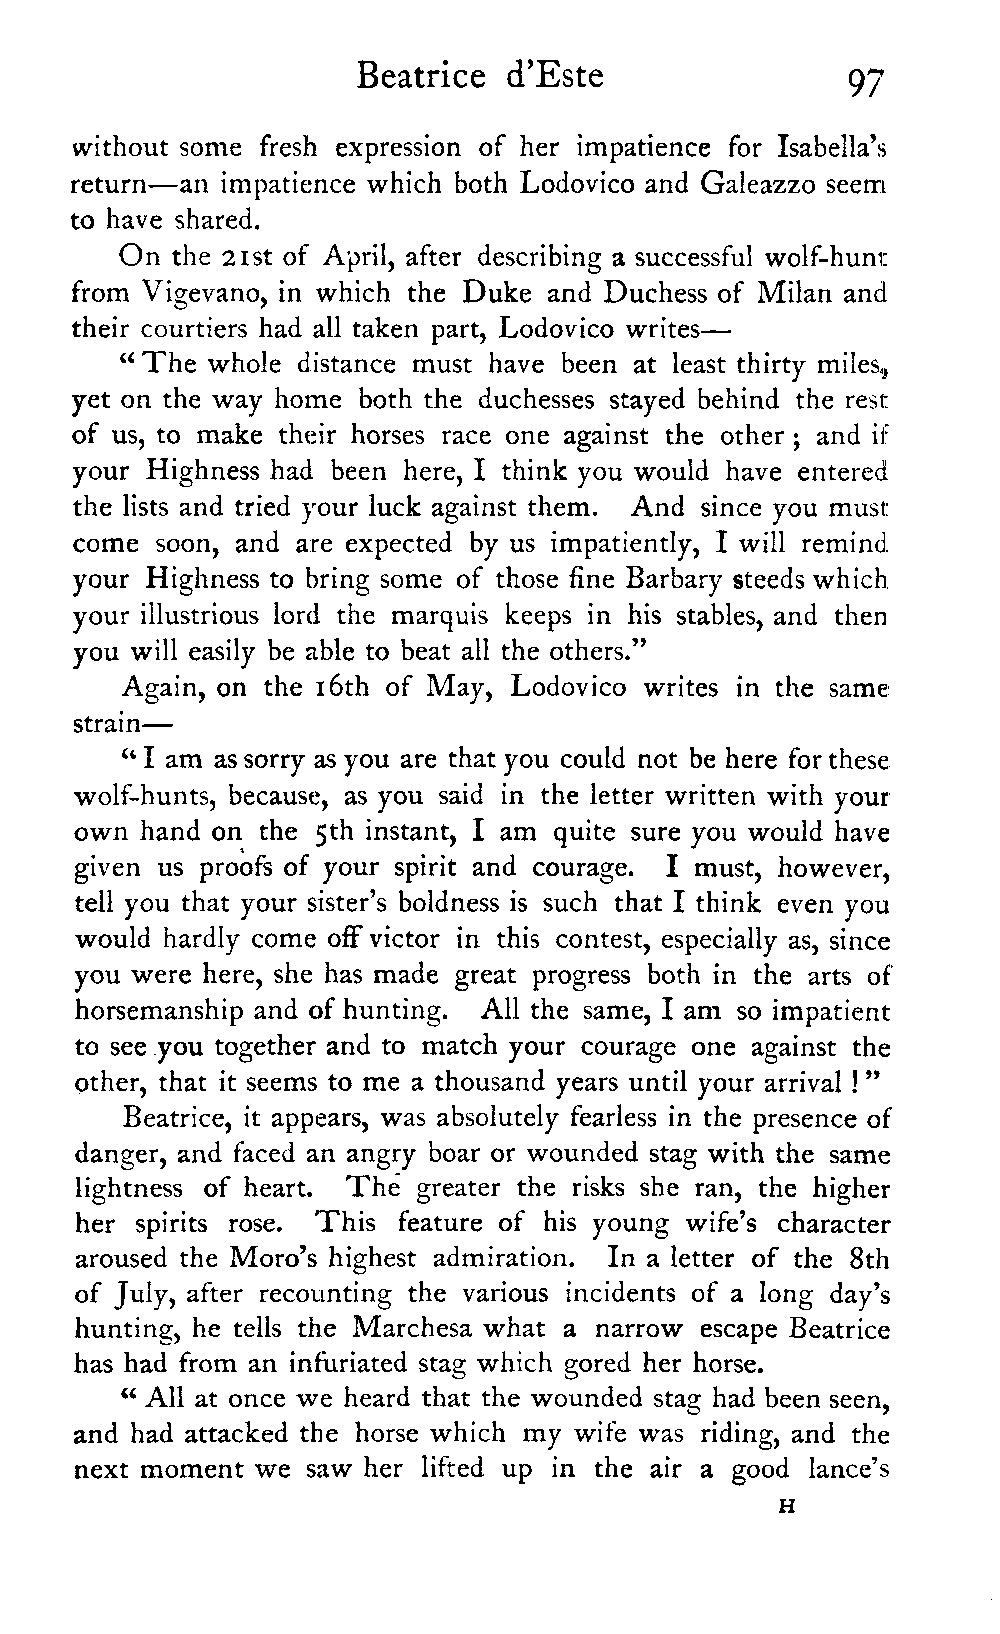 Beatrice d'Este 97
without some fresh expression of her impatience for Isabella's
return—an impatience which both Lodovico and Galeazzo seem
to have shared.
On the 21st of April, after describing a successful wolf-hunt
from Vigevano, in which the Duke and Duchess of Milan and
their courtiers had all taken part, Lodovico writes—
"The whole distance must have been at least thirty miles,
yet on the way home both the duchesses stayed behind the rest
of us, to make their horses race one against the other; and if
your Highness had been here, I think you would have entered
the lists and tried your luck against them. And since you must
come soon, and are expected by us impatiently, I will remind
your Highness to bring some of those fine Barbary steeds which
your illustrious lord the marquis keeps in his stables, and then
you will easily be able to beat all the others."
Again, on the 16th of May, Lodovico writes in the same
strain—
"I am as sorry as you are that you could not be here for these
wolf-hunts, because, as you said in the letter written with your
own hand on the 5th instant, I am quite sure you would have
given us proofs of your spirit and courage. I must, however,
tell you that your sister's boldness is such that I think even you
would hardly come off victor in this contest, especially as, since
you were here, she has made great progress both in the arts of
horsemanship and of hunting. All the same, I am so impatient
to see you together and to match your courage one against the
other, that it seems to me a thousand years until your arrival!"
Beatrice, it appears, was absolutely fearless in the presence of
danger, and faced an angry boar or wounded stag with the same
lightness of heart. The greater the risks she ran, the higher
her spirits rose. This feature of his young wife's character
aroused the Moro's highest admiration. In a letter of the 8th
of July, after recounting the various incidents of a long day's
hunting, he tells the Marchesa what a narrow escape Beatrice
has had from an infuriated stag which gored her horse.
"All at once we heard that the wounded stag had been seen,
and had attacked the horse which my wife was riding, and the
next moment we saw her lifted up in the air a good lance's
H